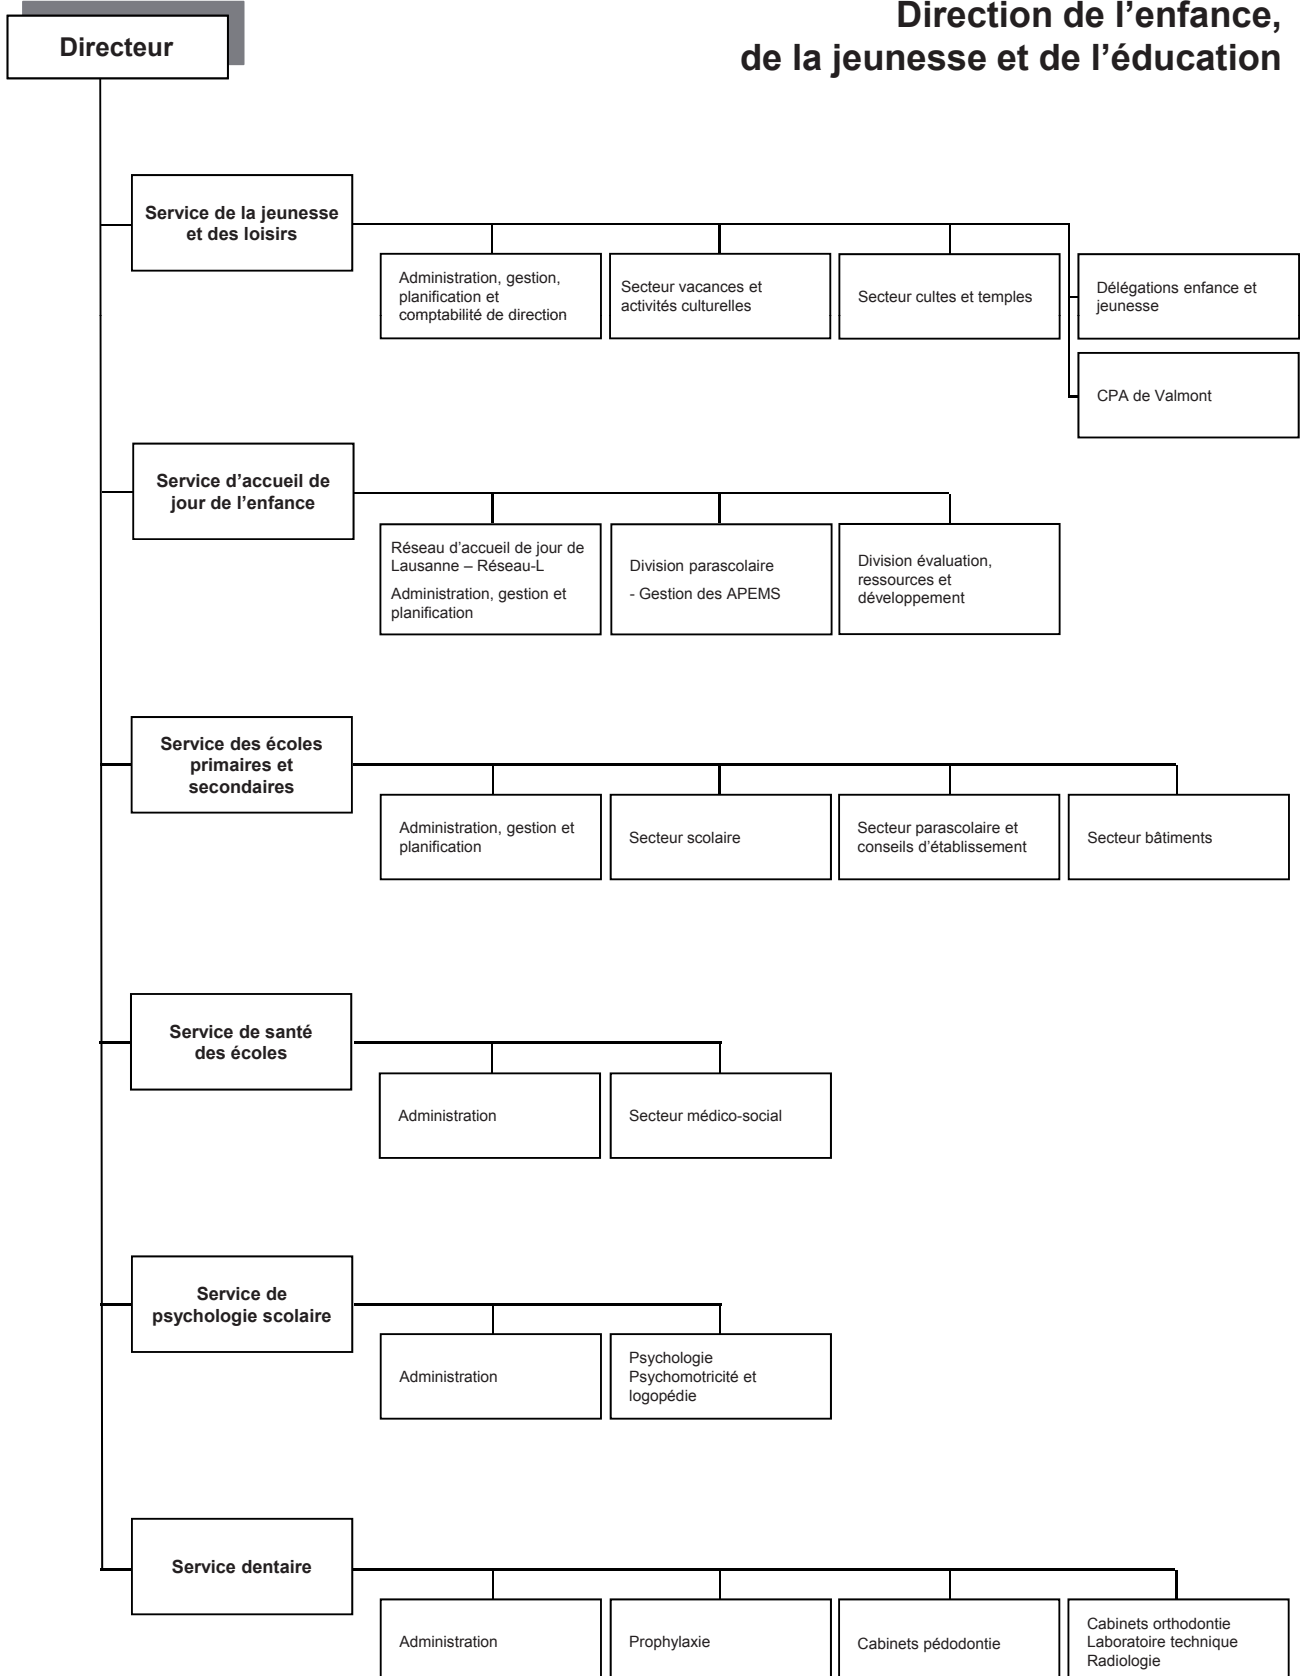 Directeur
Direction de l’enfance,
de la jeunesse et de l’éducation
Service de la jeunesse
et des loisirs
Administration, gestion,
planification et
comptabilité de direction
Secteur vacances et
activités culturelles
Secteur cultes et temples
Délégations enfance et
jeunesse
CPA de Valmont
Service d’accueil de
jour de l’enfance
Réseau d’accueil de jour de
Lausanne – Réseau-L
Administration, gestion et
planification
Division parascolaire
- Gestion des APEMS
Division évaluation,
ressources et
développement
Service des écoles
primaires et
secondaires
Administration, gestion et
planification
Secteur scolaire
Secteur parascolaire et
conseils d’établissement
Secteur bâtiments
Service de santé
des écoles
Administration
Secteur médico-social
Service de
psychologie scolaire
Administration
Psychologie
Psychomotricité et
logopédie
Service dentaire
Administration
Prophylaxie
Cabinets pédodontie
Cabinets orthodontie
Laboratoire technique
Radiologie